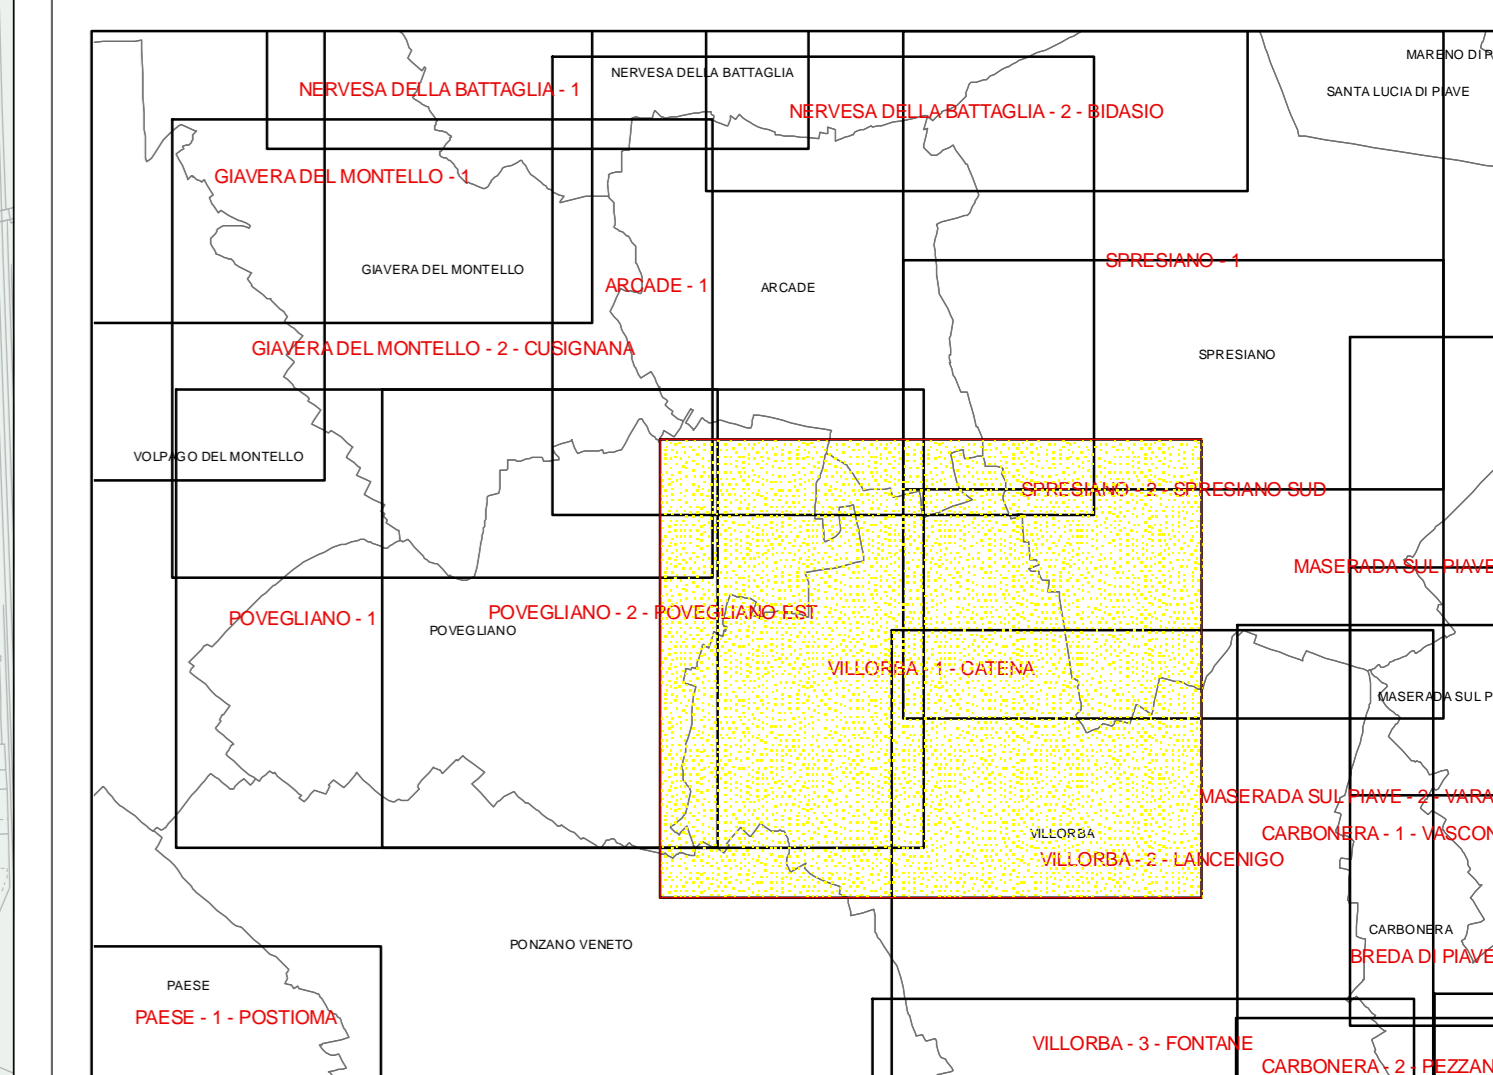 MARENO DI P
NERVESA DELLA BATTAGLIA
NERVESA DELLA BATTAGLIA - 1
SANTA LUCIA DI PIAVE
NERVESA DELLA BATTAGLIA - 2 - BIDASIO
GIAVERA DEL MONTELLO - 1
SPRESIANO - 1
GIAVERA DEL MONTELLO
ARCADE - 1
ARCADE
GIAVERA DEL MONTELLO - 2 - CUSIGNANA
SPRESIANO
VOLPAGO DEL MONTELLO
SPRESIANO - 2 - SPRESIANO SUD
MASERADA SUL PIAVE
POVEGLIANO - 1
POVEGLIANO - 2 - POVEGLIANO EST
POVEGLIANO
VILLORBA - 1 - CATENA
MASERADA SUL P
MASERADA SUL PIAVE - 2 - VARA
VILLORBA
CARBONERA - 1 - VASCON
VILLORBA - 2 - LANCENIGO
CARBONERA
PONZANO VENETO
BREDA DI PIAVE
PAESE
PAESE - 1 - POSTIOMA
VILLORBA - 3 - FONTANE
CARBONERA - 2 - PEZZAN